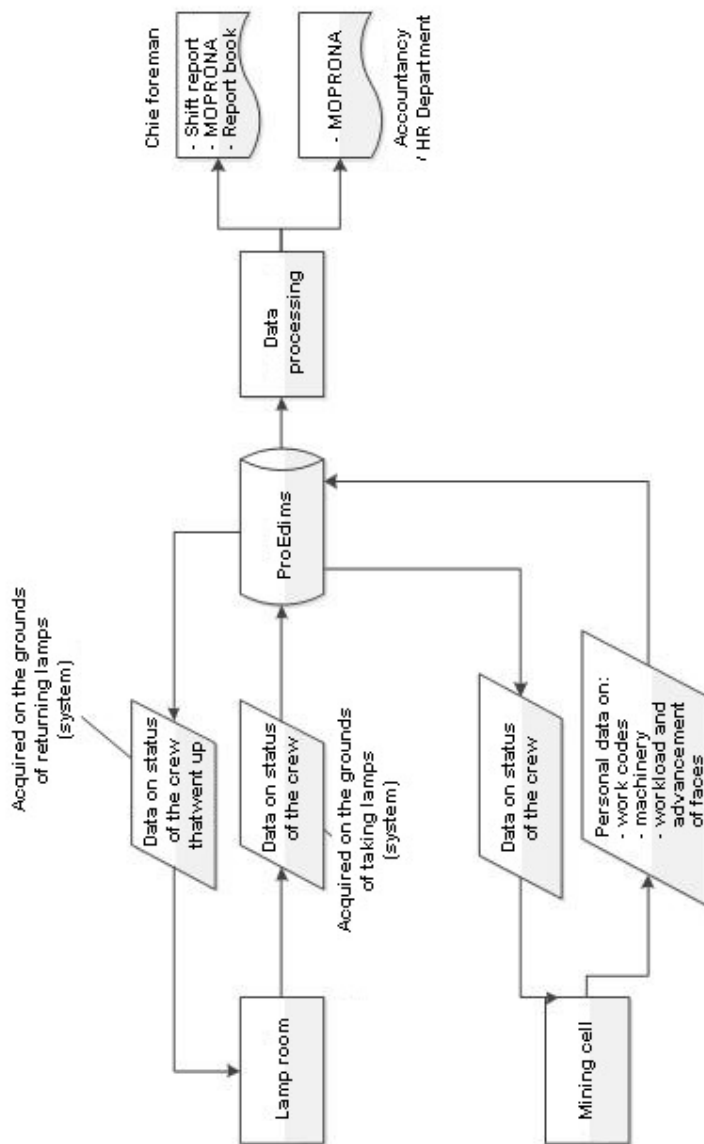 Acquired on the grounds
of returning lamps
(system)
Data on status
of the crew
thatwent up
Lamp room
Data on status
of the crew
Acquired on the grounds
of taking lamps
(system)
ProEdims
Data
processing
Chie foreman
- Shift report
- MOPRONA
- Report book
- MOPRONA
Accountancy
/ HR Department
Data on status
of the crew
Mining cell
Personal data on:
- work codes
- machinery
- workload and
advancement
of faces